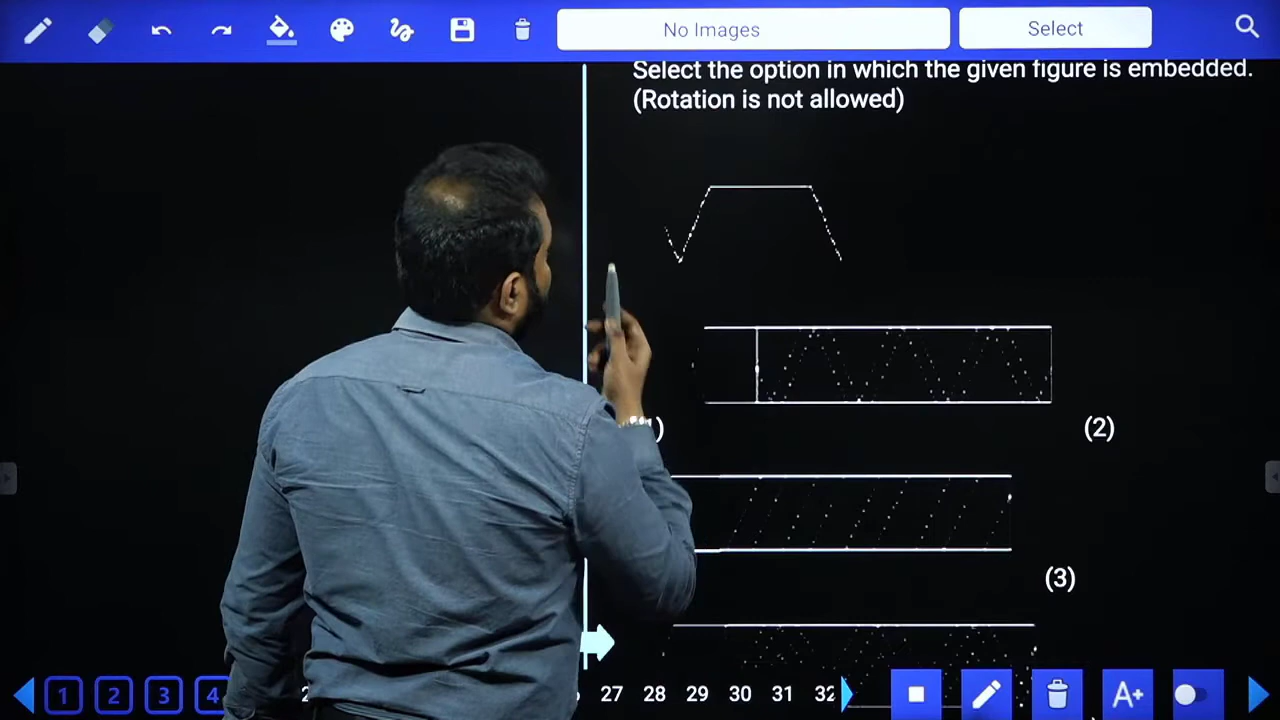 No Images
Select
Select the option in which the given figure is embedded.
(Rotation is not allowed)
)
(2)
(3)
1 2 3 4 2 27 28 29 30 31 32
A+